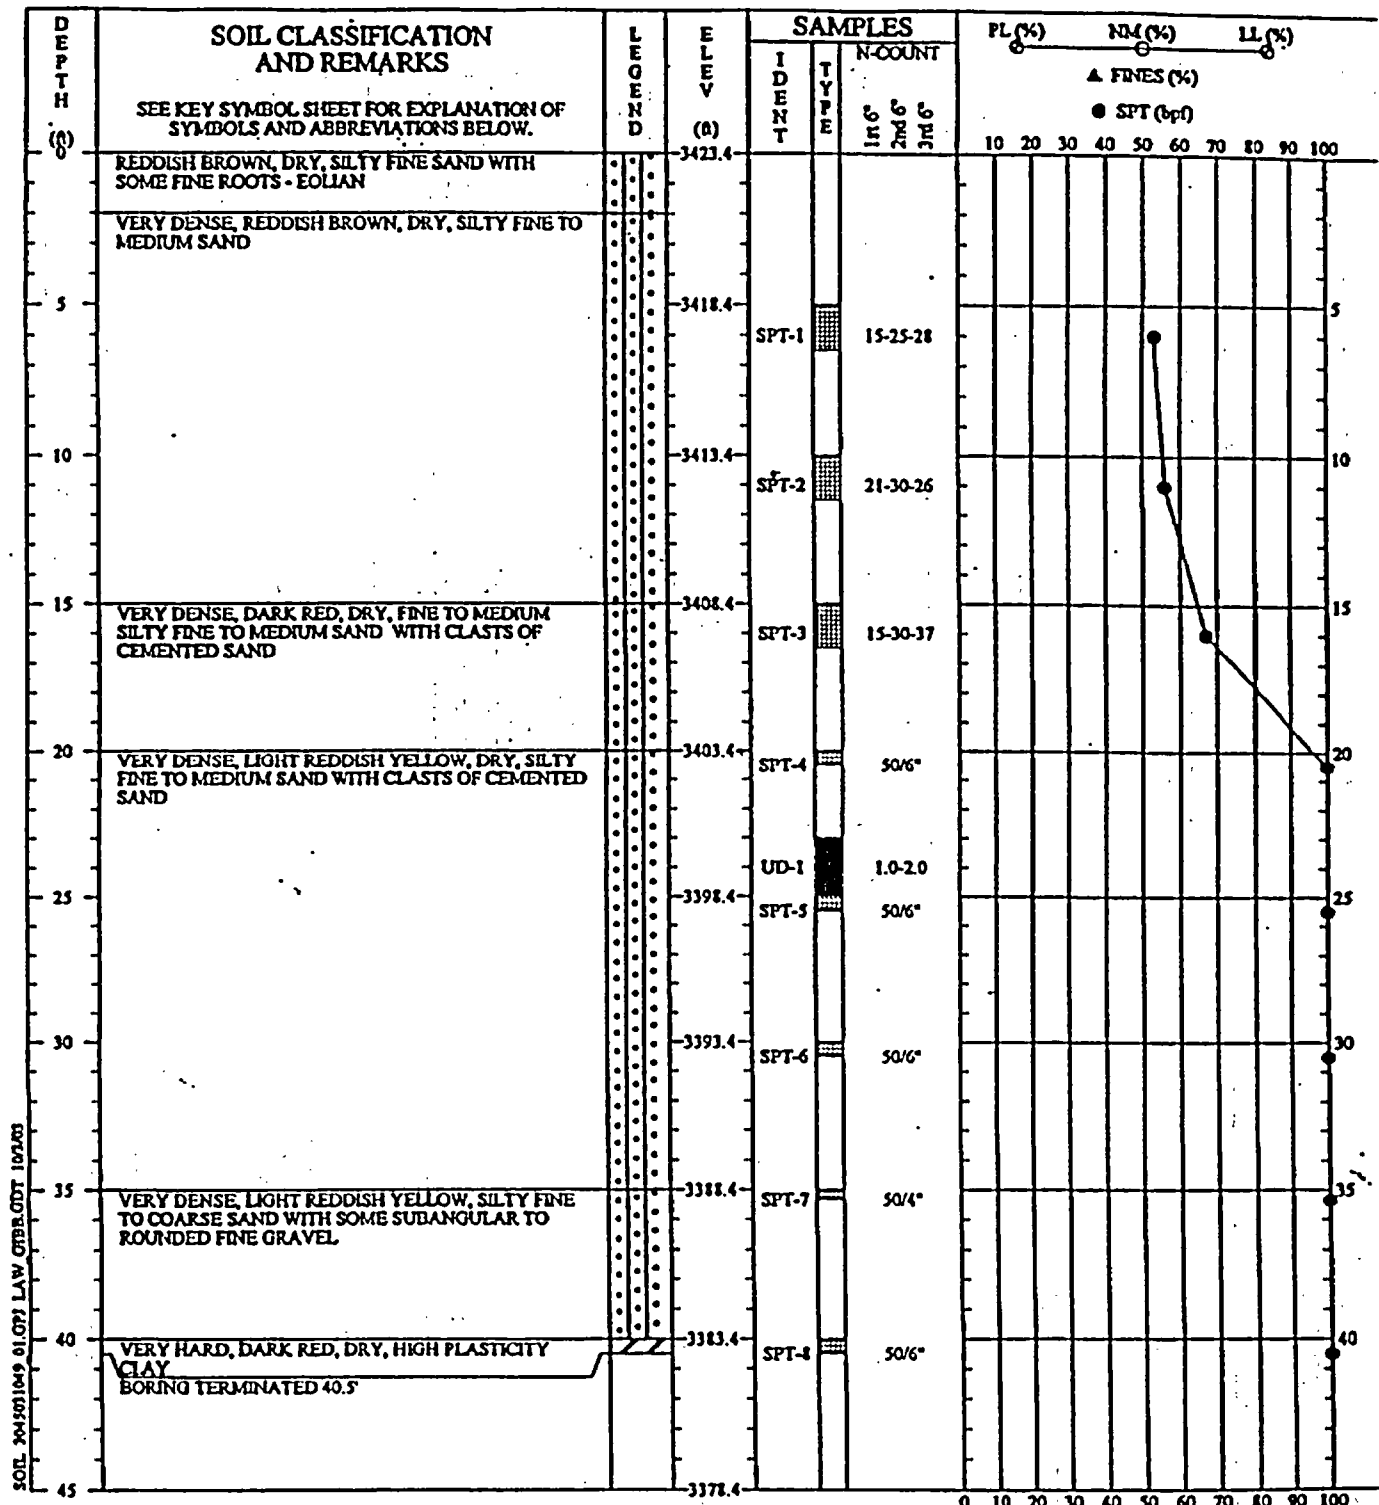 DEPTH (ft)
SOIL CLASSIFICATION
AND REMARKS
SEE KEY SYMBOL SHEET FOR EXPLANATION OF
SYMBOLS AND ABBREVIATIONS BELOW.
LEGEND
ELEV (ft)
SAMPLES
IDENT
TYPE
N-COUNT
1st 6"
2nd 6"
3rd 6"
PL (%) NM (%) LL (%)
▲ FINES (%)
● SPT (bpf)
10 20 30 40 50 60 70 80 90 100
0
3423.4
REDDISH BROWN, DRY, SILTY FINE SAND WITH
SOME FINE ROOTS - EOLIAN
VERY DENSE, REDDISH BROWN, DRY, SILTY FINE TO
MEDIUM SAND
5 3418.4 5
SPT-1 15-25-28
10 3413.4 10
SPT-2 21-30-26
15 3408.4 15
VERY DENSE, DARK RED, DRY, FINE TO MEDIUM
SILTY FINE TO MEDIUM SAND WITH CLASTS OF
CEMENTED SAND
SPT-3 15-30-37
20 3403.4 20
VERY DENSE, LIGHT REDDISH YELLOW, DRY, SILTY
FINE TO MEDIUM SAND WITH CLASTS OF CEMENTED
SAND
SPT-4 50/6"
UD-1 1.0-2.0
25 3398.4 25
SPT-5 50/6"
30 3393.4 30
SPT-6 50/6"
35 3388.4 35
VERY DENSE, LIGHT REDDISH YELLOW, SILTY FINE
TO COARSE SAND WITH SOME SUBANGULAR TO
ROUNDED FINE GRAVEL
SPT-7 50/4"
40 3383.4 40
VERY HARD, DARK RED, DRY, HIGH PLASTICITY
CLAY
SPT-8 50/6"
BORING TERMINATED 40.5'
45 3378.4
0 10 20 30 40 50 60 70 80 90 100
SOIL 3045031049 01.GPJ LAW GIBB.GDT 10/2/03